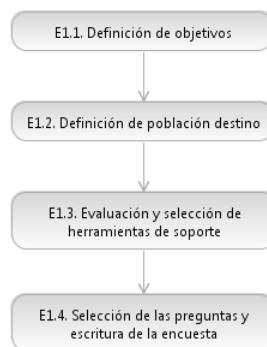 E1.1. Definición de objetivos
E1.2. Definición de población destino
E1.3. Evaluación y selección de
herramientas de soporte
E1.4. Selección de las preguntas y
escritura de la encuesta